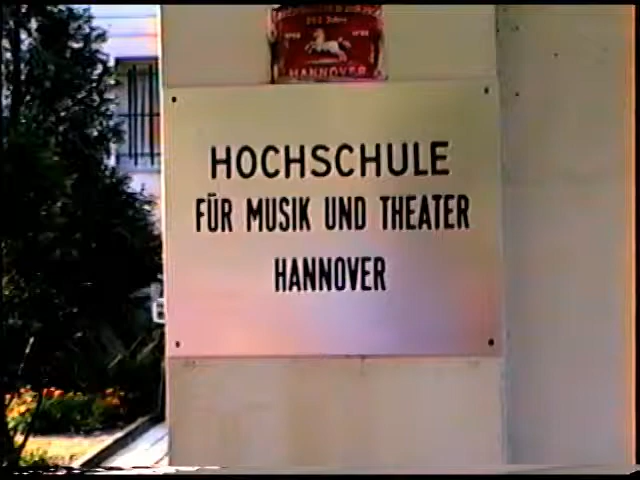 HANNOVER
HOCHSCHULE
FÜR MUSIK UND THEATER
HANNOVER